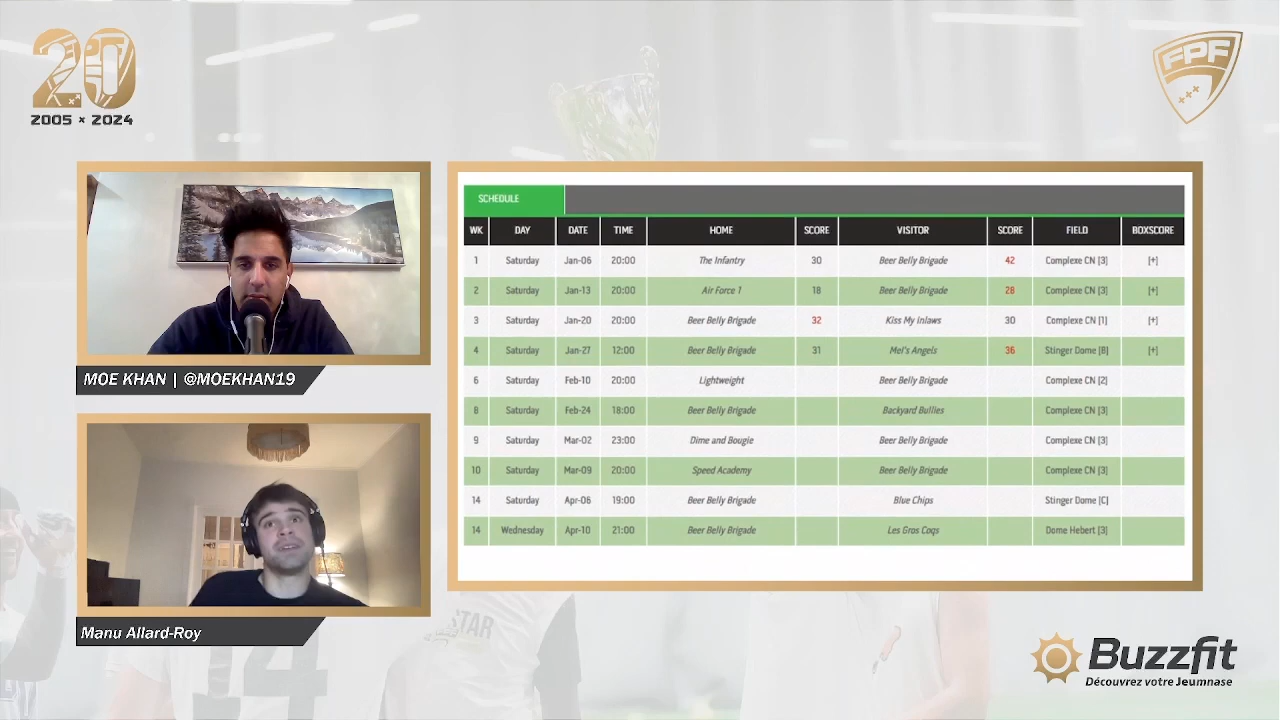 20
2005 × 2024
FPF
MOE KHAN | @MOEKHAN19
Manu Allard-Roy
SCHEDULE
WK DAY DATE TIME HOME SCORE VISITOR SCORE FIELD BOXSCORE
1 Saturday Jan-06 20:00 The Infantry 30 Beer Belly Brigade 42 Complexe CN [3] [+]
2 Saturday Jan-13 20:00 Air Force 1 18 Beer Belly Brigade 28 Complexe CN [3] [+]
3 Saturday Jan-20 20:00 Beer Belly Brigade 32 Kiss My Inlaws 30 Complexe CN [1] [+]
4 Saturday Jan-27 12:00 Beer Belly Brigade 31 Mel's Angels 36 Stinger Dome [B] [+]
6 Saturday Feb-10 20:00 Lightweight Beer Belly Brigade Complexe CN [2]
8 Saturday Feb-24 18:00 Beer Belly Brigade Backyard Bullies Complexe CN [3]
9 Saturday Mar-02 23:00 Dime and Bougie Beer Belly Brigade Complexe CN [3]
10 Saturday Mar-09 20:00 Speed Academy Beer Belly Brigade Complexe CN [3]
14 Saturday Apr-06 19:00 Beer Belly Brigade Blue Chips Stinger Dome [C]
14 Wednesday Apr-10 21:00 Beer Belly Brigade Les Gros Coqs Dome Hebert [3]
STAR
14
Buzzfit
Découvrez votre Jeumnase